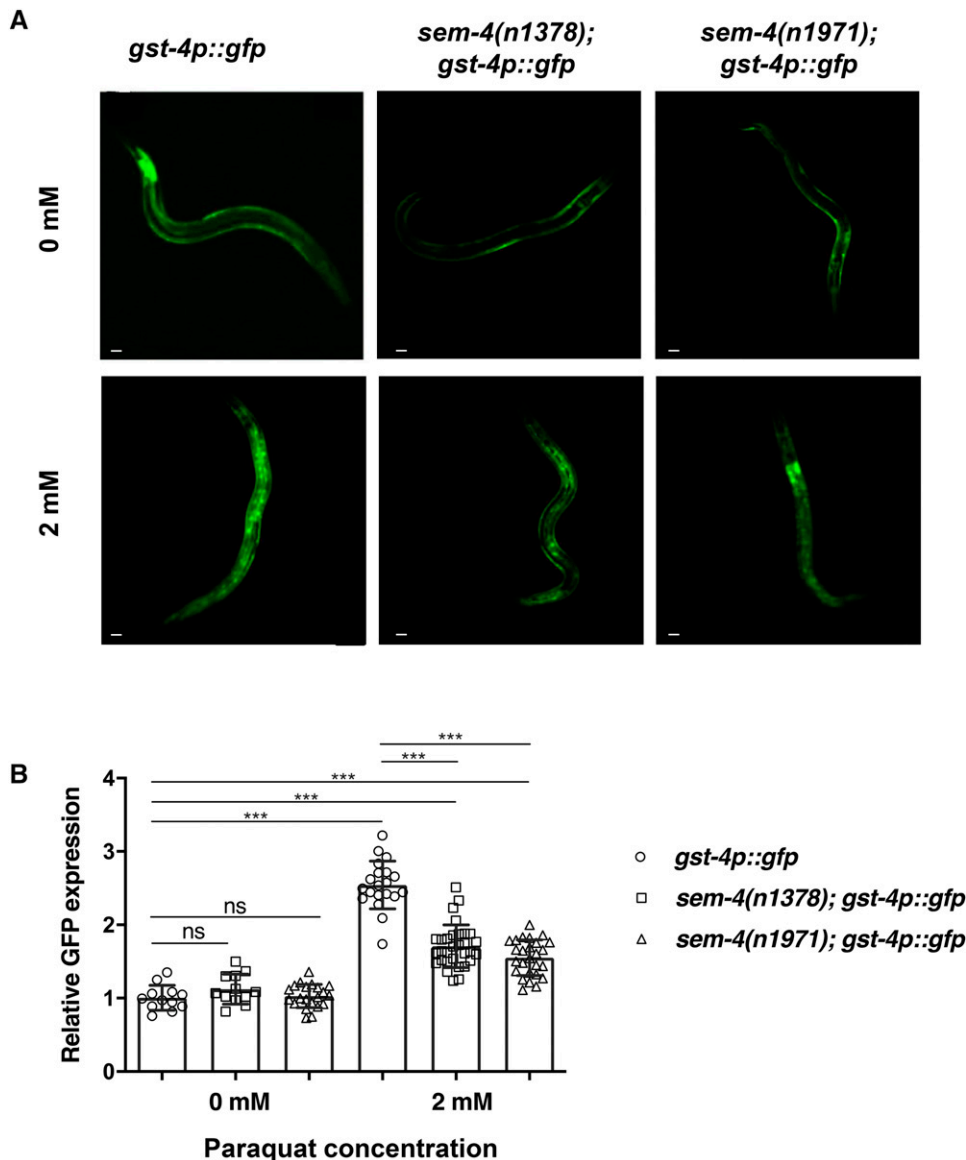 A
gst-4p::gfp
sem-4(n1378);
gst-4p::gfp
sem-4(n1971);
gst-4p::gfp
0 mM
2 mM
B
Relative GFP expression
4
3
2
1
0
ns
ns
***
***
***
***
***
0 mM
2 mM
Paraquat concentration
gst-4p::gfp
sem-4(n1378); gst-4p::gfp
sem-4(n1971); gst-4p::gfp